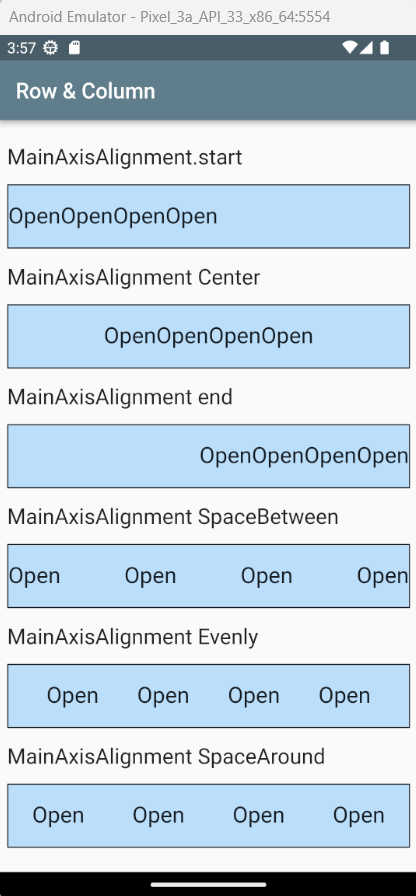 Android Emulator - Pixel_3a_API_33_x86_64:5554
3:57
Row & Column
MainAxisAlignment.start
OpenOpenOpenOpen
MainAxisAlignment Center
OpenOpenOpenOpen
MainAxisAlignment end
OpenOpenOpenOpen
MainAxisAlignment SpaceBetween
Open Open Open Open
MainAxisAlignment Evenly
Open Open Open Open
MainAxisAlignment SpaceAround
Open Open Open Open